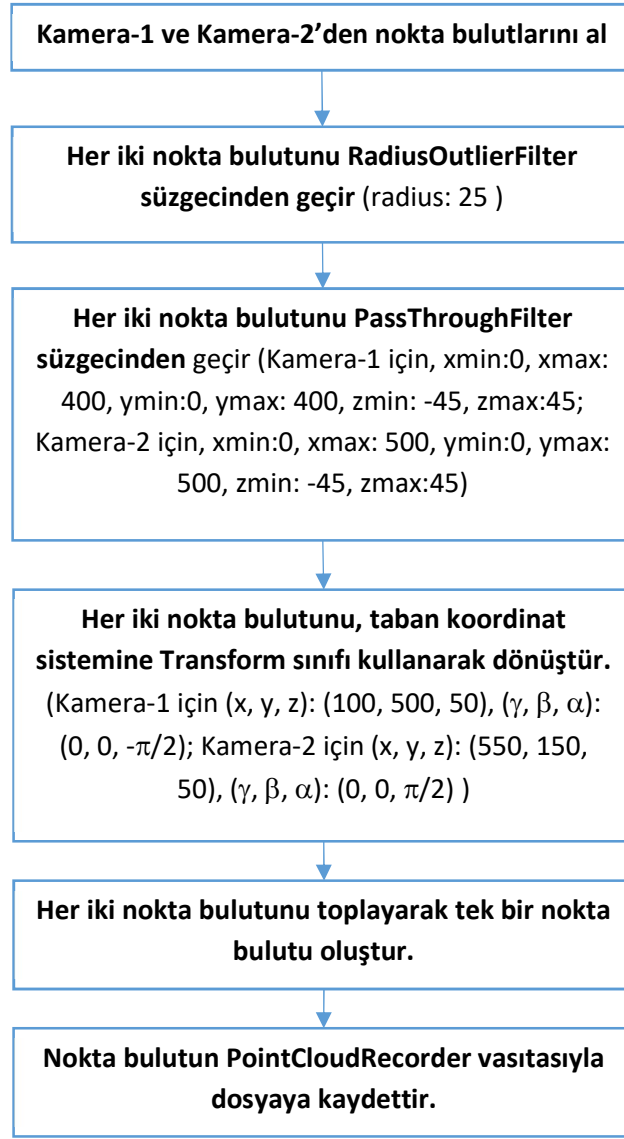 Kamera-1 ve Kamera-2’den nokta bulutlarını al
Her iki nokta bulutunu RadiusOutlierFilter
süzgecinden geçir (radius: 25 )
Her iki nokta bulutunu PassThroughFilter
süzgecinden geçir (Kamera-1 için, xmin:0, xmax:
400, ymin:0, ymax: 400, zmin: -45, zmax:45;
Kamera-2 için, xmin:0, xmax: 500, ymin:0, ymax:
500, zmin: -45, zmax:45)
Her iki nokta bulutunu, taban koordinat
sistemine Transform sınıfı kullanarak dönüştür.
(Kamera-1 için (x, y, z): (100, 500, 50), (γ, β, α):
(0, 0, -π/2); Kamera-2 için (x, y, z): (550, 150,
50), (γ, β, α): (0, 0, π/2) )
Her iki nokta bulutunu toplayarak tek bir nokta
bulutu oluştur.
Nokta bulutun PointCloudRecorder vasıtasıyla
dosyaya kaydettir.